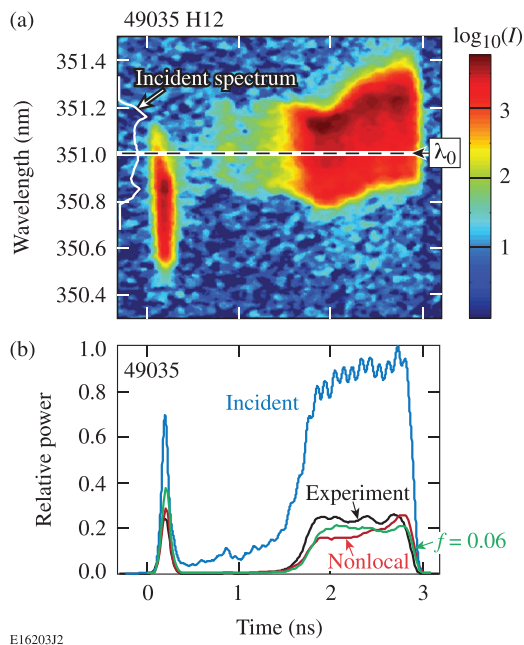 (a) 49035 H12
log₁₀(I)
351.4
Incident spectrum
351.2
351.0
λ₀
350.8
350.6
350.4
Wavelength (nm)
3
2
1
(b)
1.0
49035
0.8
Incident
0.6
0.4
Experiment
0.2
f = 0.06
Nonlocal
0.0
Relative power
0 1 2 3
Time (ns)
E16203J2